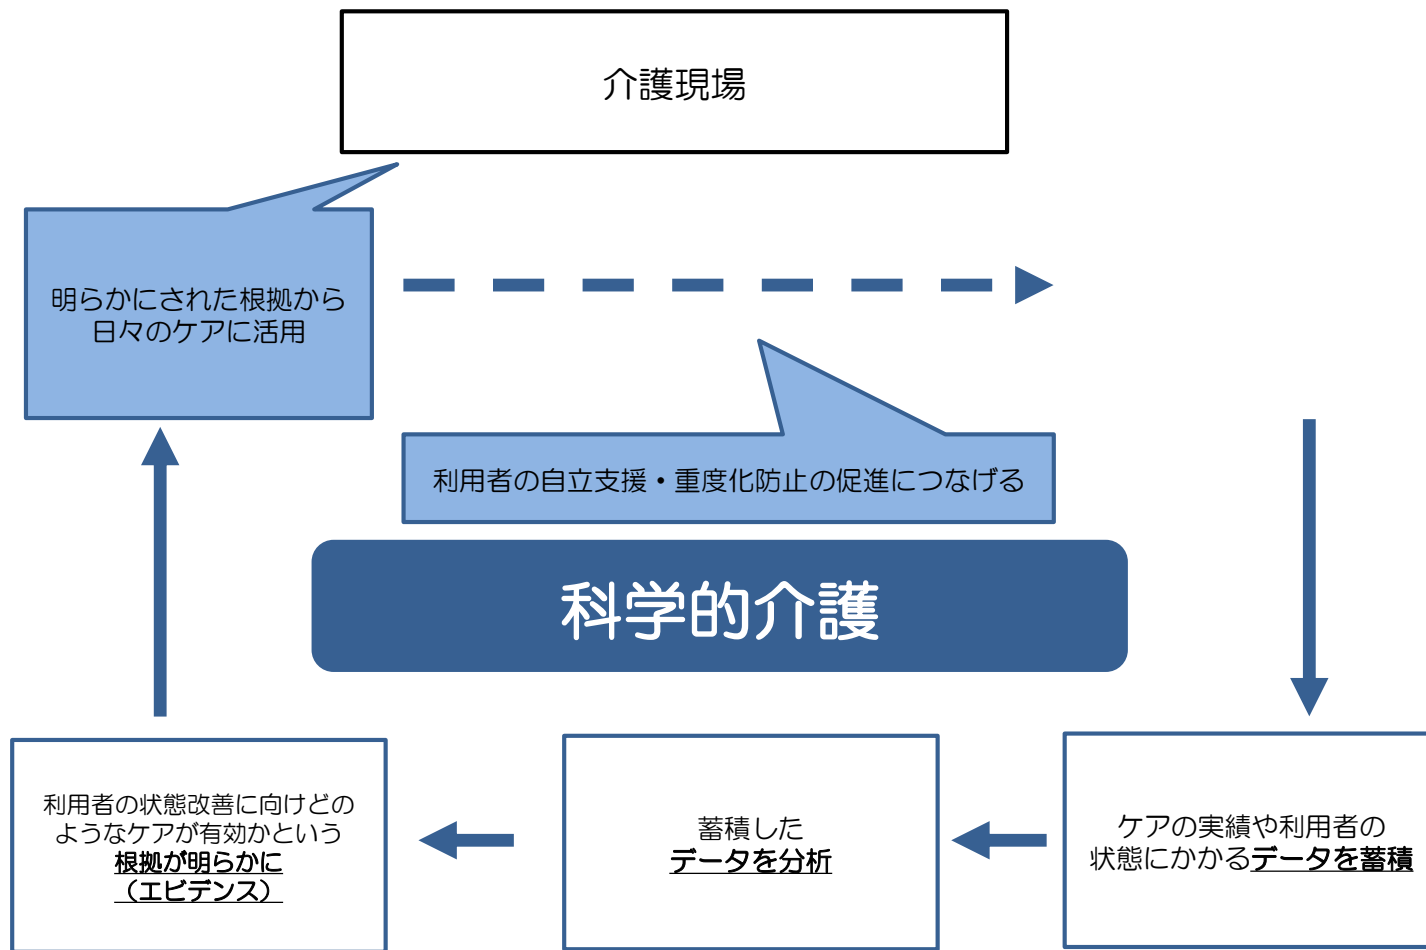 介護現場
明らかにされた根拠から
日々のケアに活用
利用者の自立支援・重度化防止の促進につなげる
科学的介護
利用者の状態改善に向けどの
ようなケアが有効かという
根拠が明らかに
（エビデンス）
蓄積した
データを分析
ケアの実績や利用者の
状態にかかるデータを蓄積